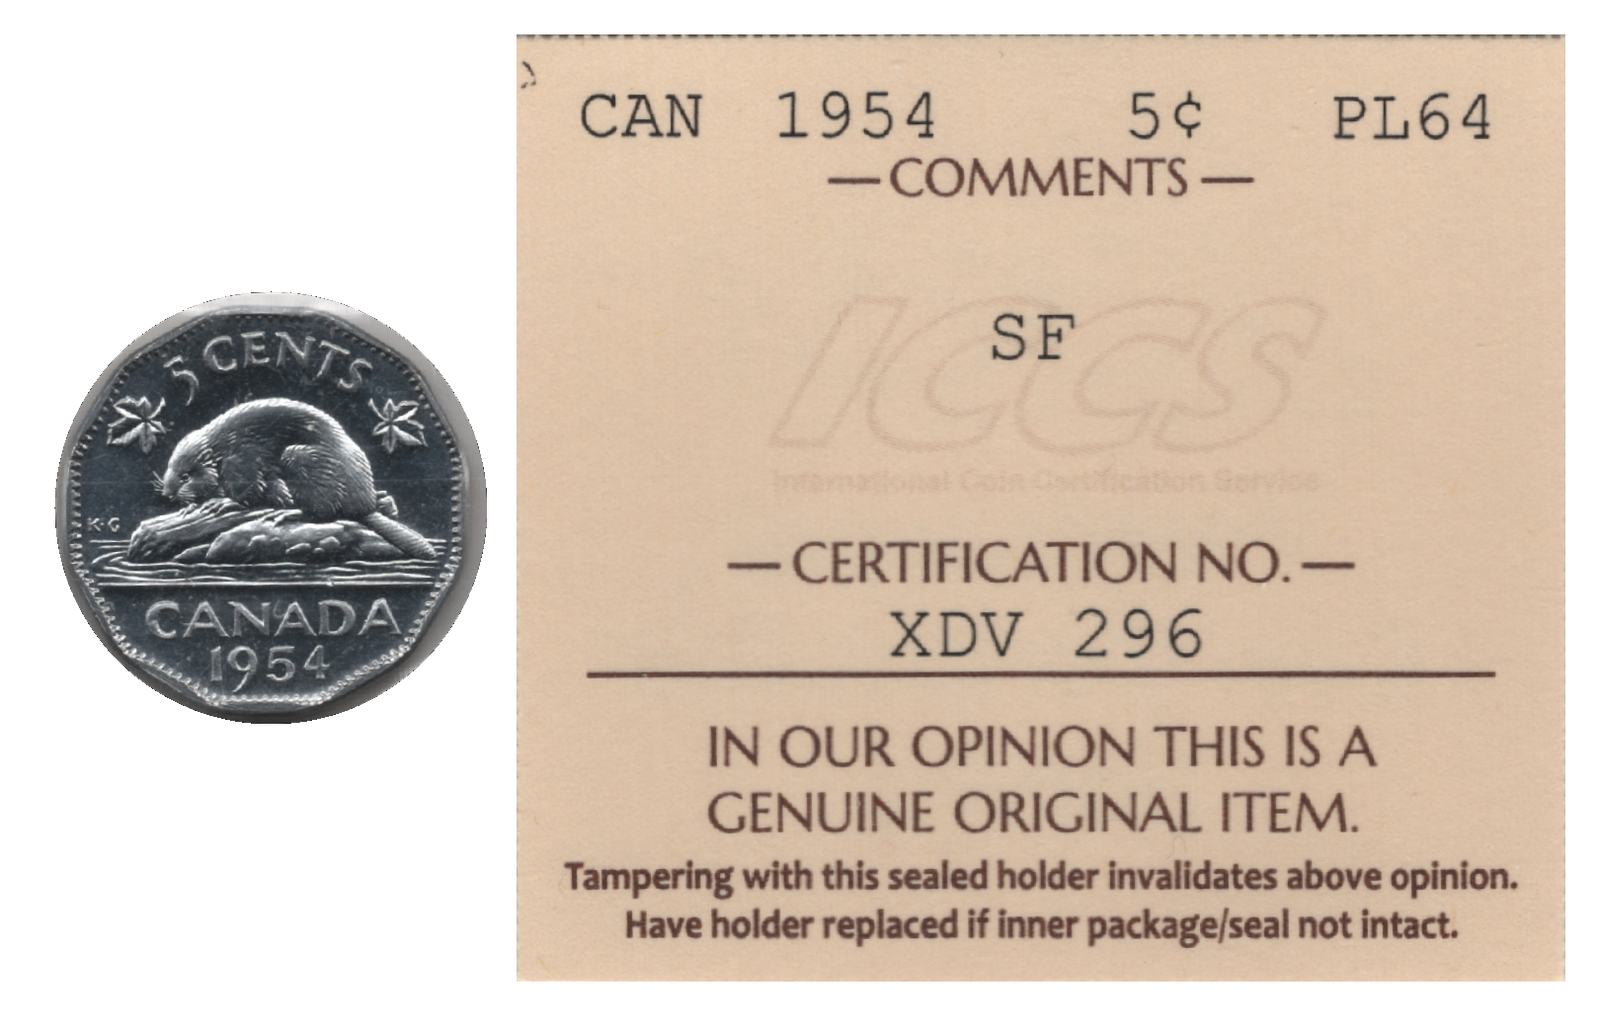 5 CENTS
K·G
CANADA
1954
CAN 1954 5¢ PL64
—COMMENTS—
SF
ICCS
International Coin Certification Service
—CERTIFICATION NO.—
XDV 296
IN OUR OPINION THIS IS A
GENUINE ORIGINAL ITEM.
Tampering with this sealed holder invalidates above opinion.
Have holder replaced if inner package/seal not intact.